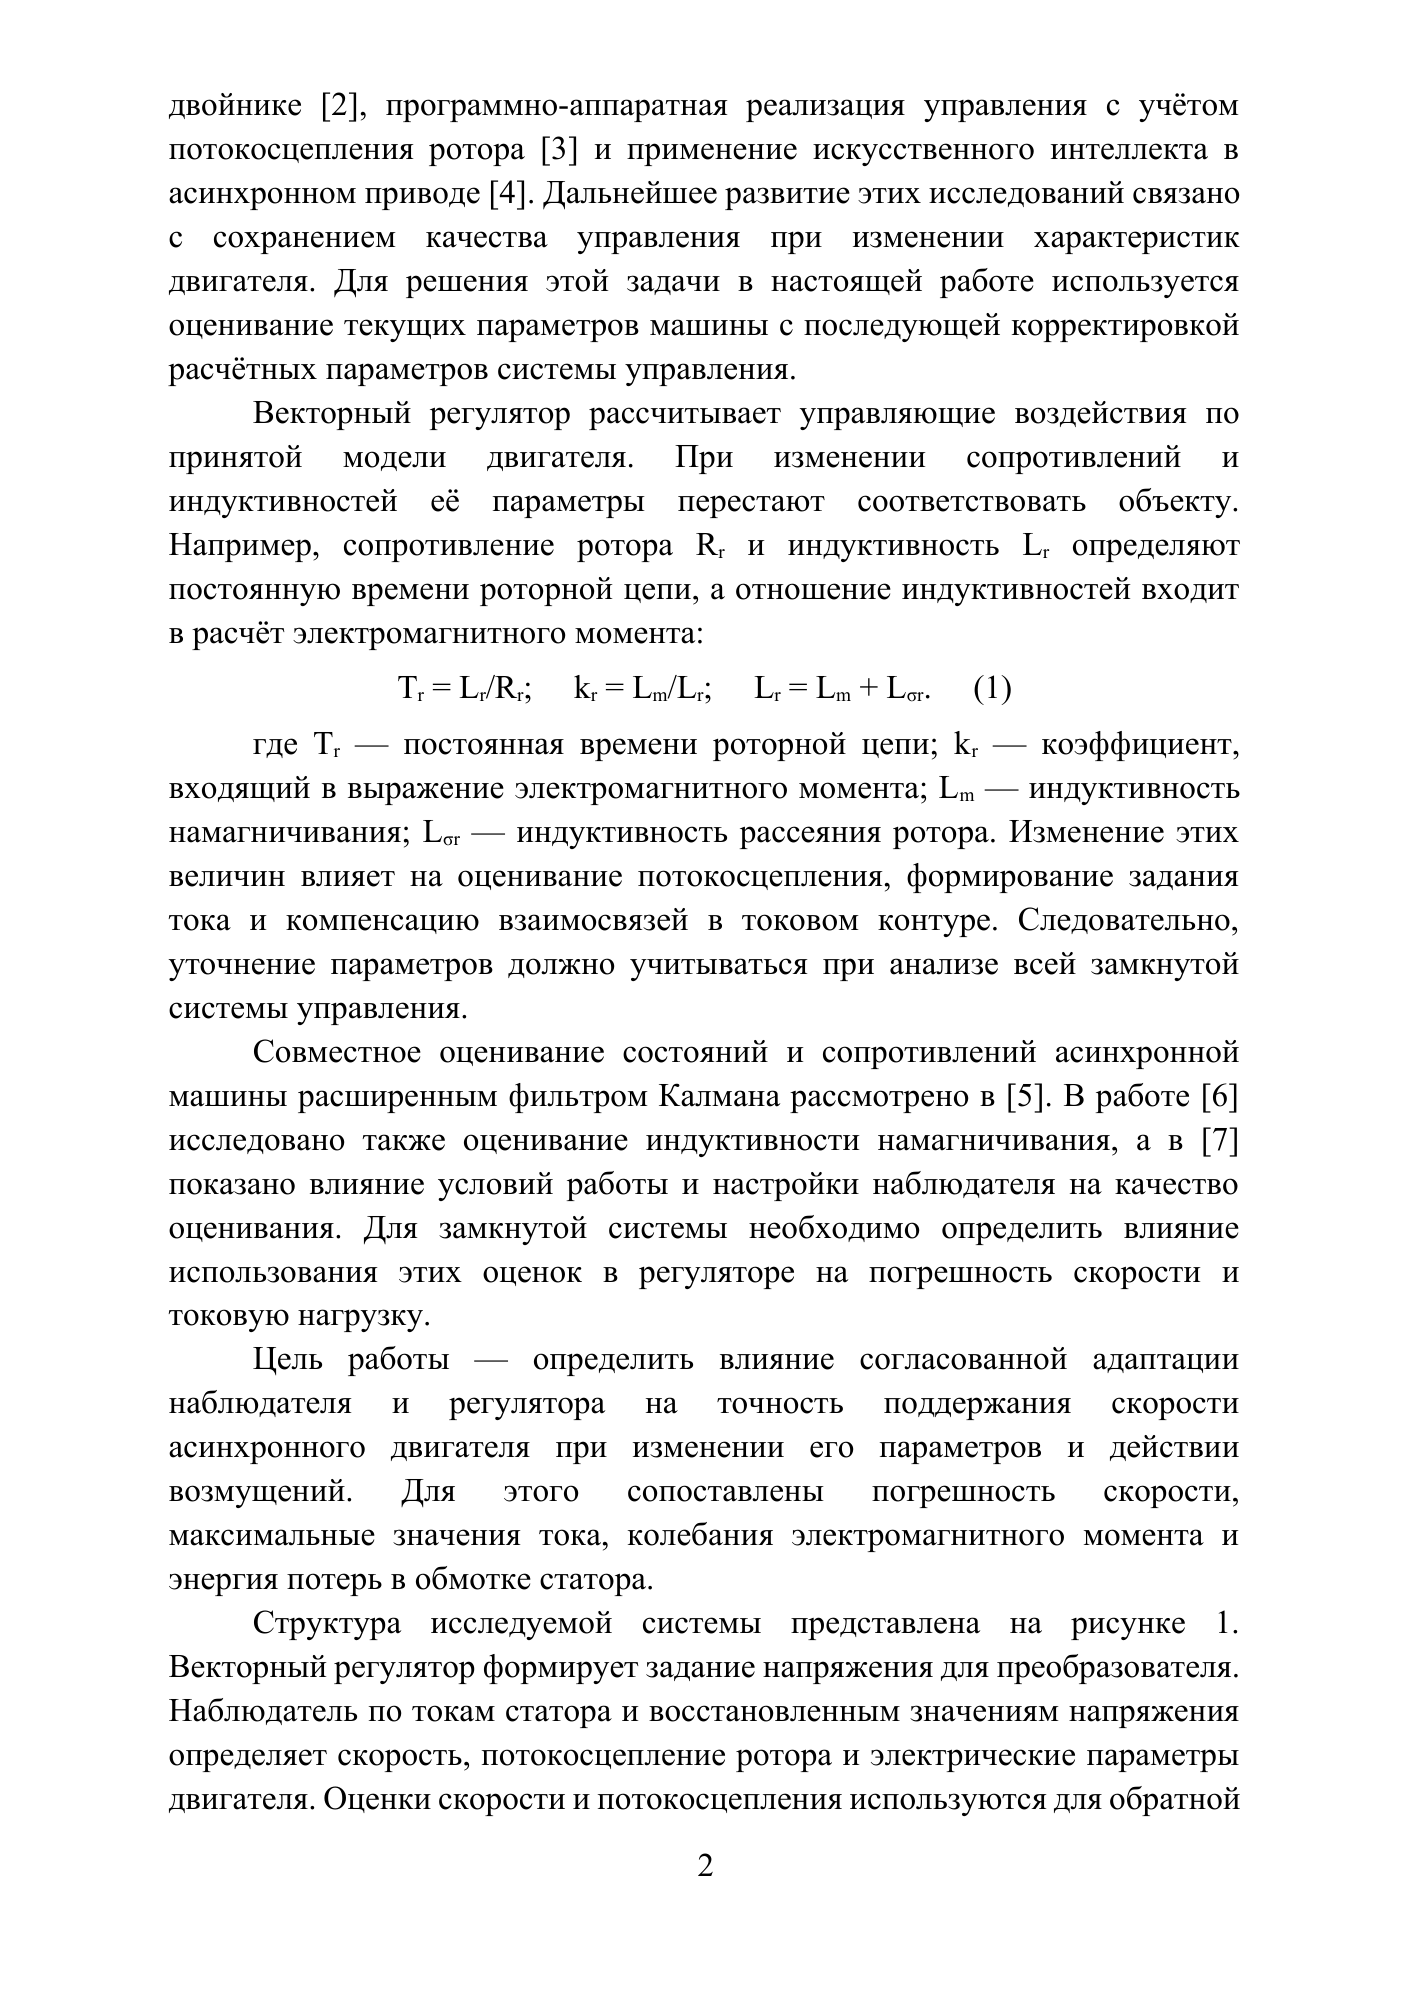 двойнике [2], программно-аппаратная реализация управления с учётом
потокосцепления ротора [3] и применение искусственного интеллекта в
асинхронном приводе [4]. Дальнейшее развитие этих исследований связано
с сохранением качества управления при изменении характеристик
двигателя. Для решения этой задачи в настоящей работе используется
оценивание текущих параметров машины с последующей корректировкой
расчётных параметров системы управления.
Векторный регулятор рассчитывает управляющие воздействия по
принятой модели двигателя. При изменении сопротивлений и
индуктивностей её параметры перестают соответствовать объекту.
Например, сопротивление ротора Rᵣ и индуктивность Lᵣ определяют
постоянную времени роторной цепи, а отношение индуктивностей входит
в расчёт электромагнитного момента:
Tᵣ = Lᵣ/Rᵣ; kᵣ = Lₘ/Lᵣ; Lᵣ = Lₘ + Lσᵣ. (1)
где Tᵣ — постоянная времени роторной цепи; kᵣ — коэффициент,
входящий в выражение электромагнитного момента; Lₘ — индуктивность
намагничивания; Lσᵣ — индуктивность рассеяния ротора. Изменение этих
величин влияет на оценивание потокосцепления, формирование задания
тока и компенсацию взаимосвязей в токовом контуре. Следовательно,
уточнение параметров должно учитываться при анализе всей замкнутой
системы управления.
Совместное оценивание состояний и сопротивлений асинхронной
машины расширенным фильтром Калмана рассмотрено в [5]. В работе [6]
исследовано также оценивание индуктивности намагничивания, а в [7]
показано влияние условий работы и настройки наблюдателя на качество
оценивания. Для замкнутой системы необходимо определить влияние
использования этих оценок в регуляторе на погрешность скорости и
токовую нагрузку.
Цель работы — определить влияние согласованной адаптации
наблюдателя и регулятора на точность поддержания скорости
асинхронного двигателя при изменении его параметров и действии
возмущений. Для этого сопоставлены погрешность скорости,
максимальные значения тока, колебания электромагнитного момента и
энергия потерь в обмотке статора.
Структура исследуемой системы представлена на рисунке 1.
Векторный регулятор формирует задание напряжения для преобразователя.
Наблюдатель по токам статора и восстановленным значениям напряжения
определяет скорость, потокосцепление ротора и электрические параметры
двигателя. Оценки скорости и потокосцепления используются для обратной
2